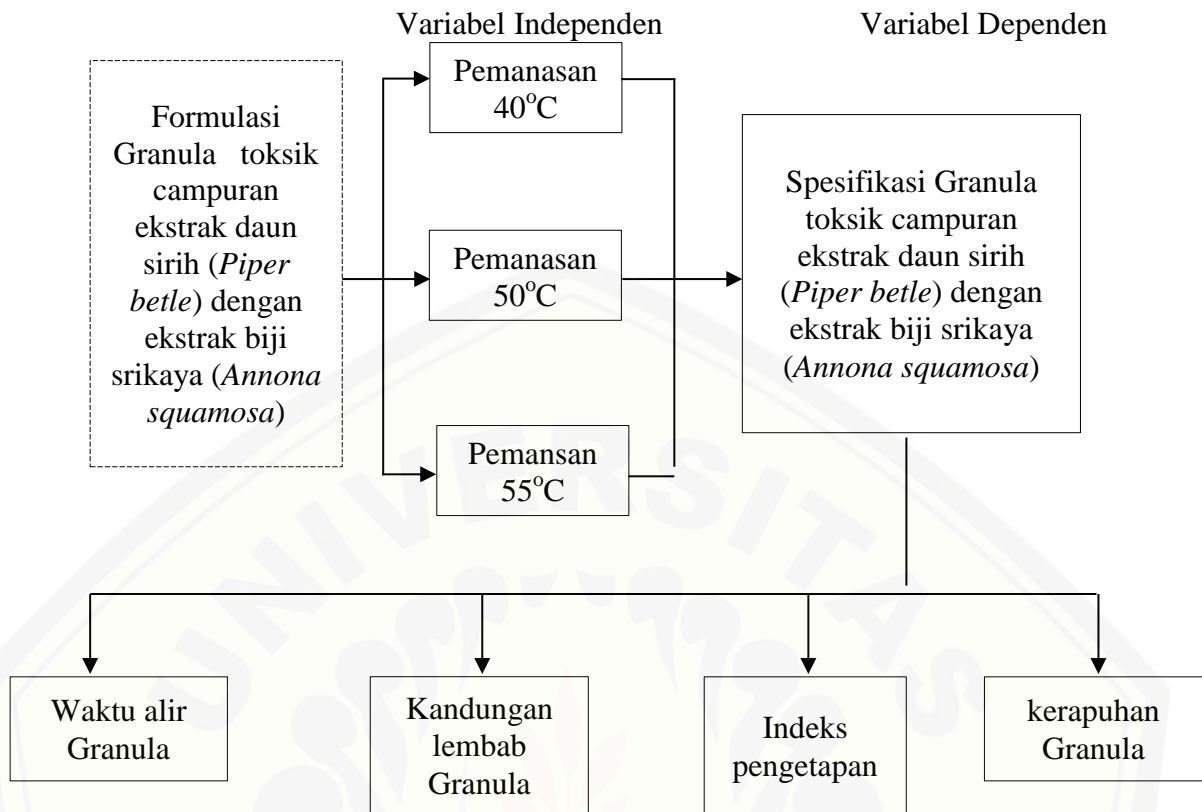 Variabel Independen
Variabel Dependen
Formulasi
Granula toksik
campuran
ekstrak daun
sirih (Piper
betle) dengan
ekstrak biji
srikaya (Annona
squamosa)
Pemanasan
40°C
Pemanasan
50°C
Pemansan
55°C
Spesifikasi Granula
toksik campuran
ekstrak daun sirih
(Piper betle) dengan
ekstrak biji srikaya
(Annona squamosa)
UNIVERSITAS
Waktu alir
Granula
Kandungan
lembab
Granula
Indeks
pengetapan
kerapuhan
Granula